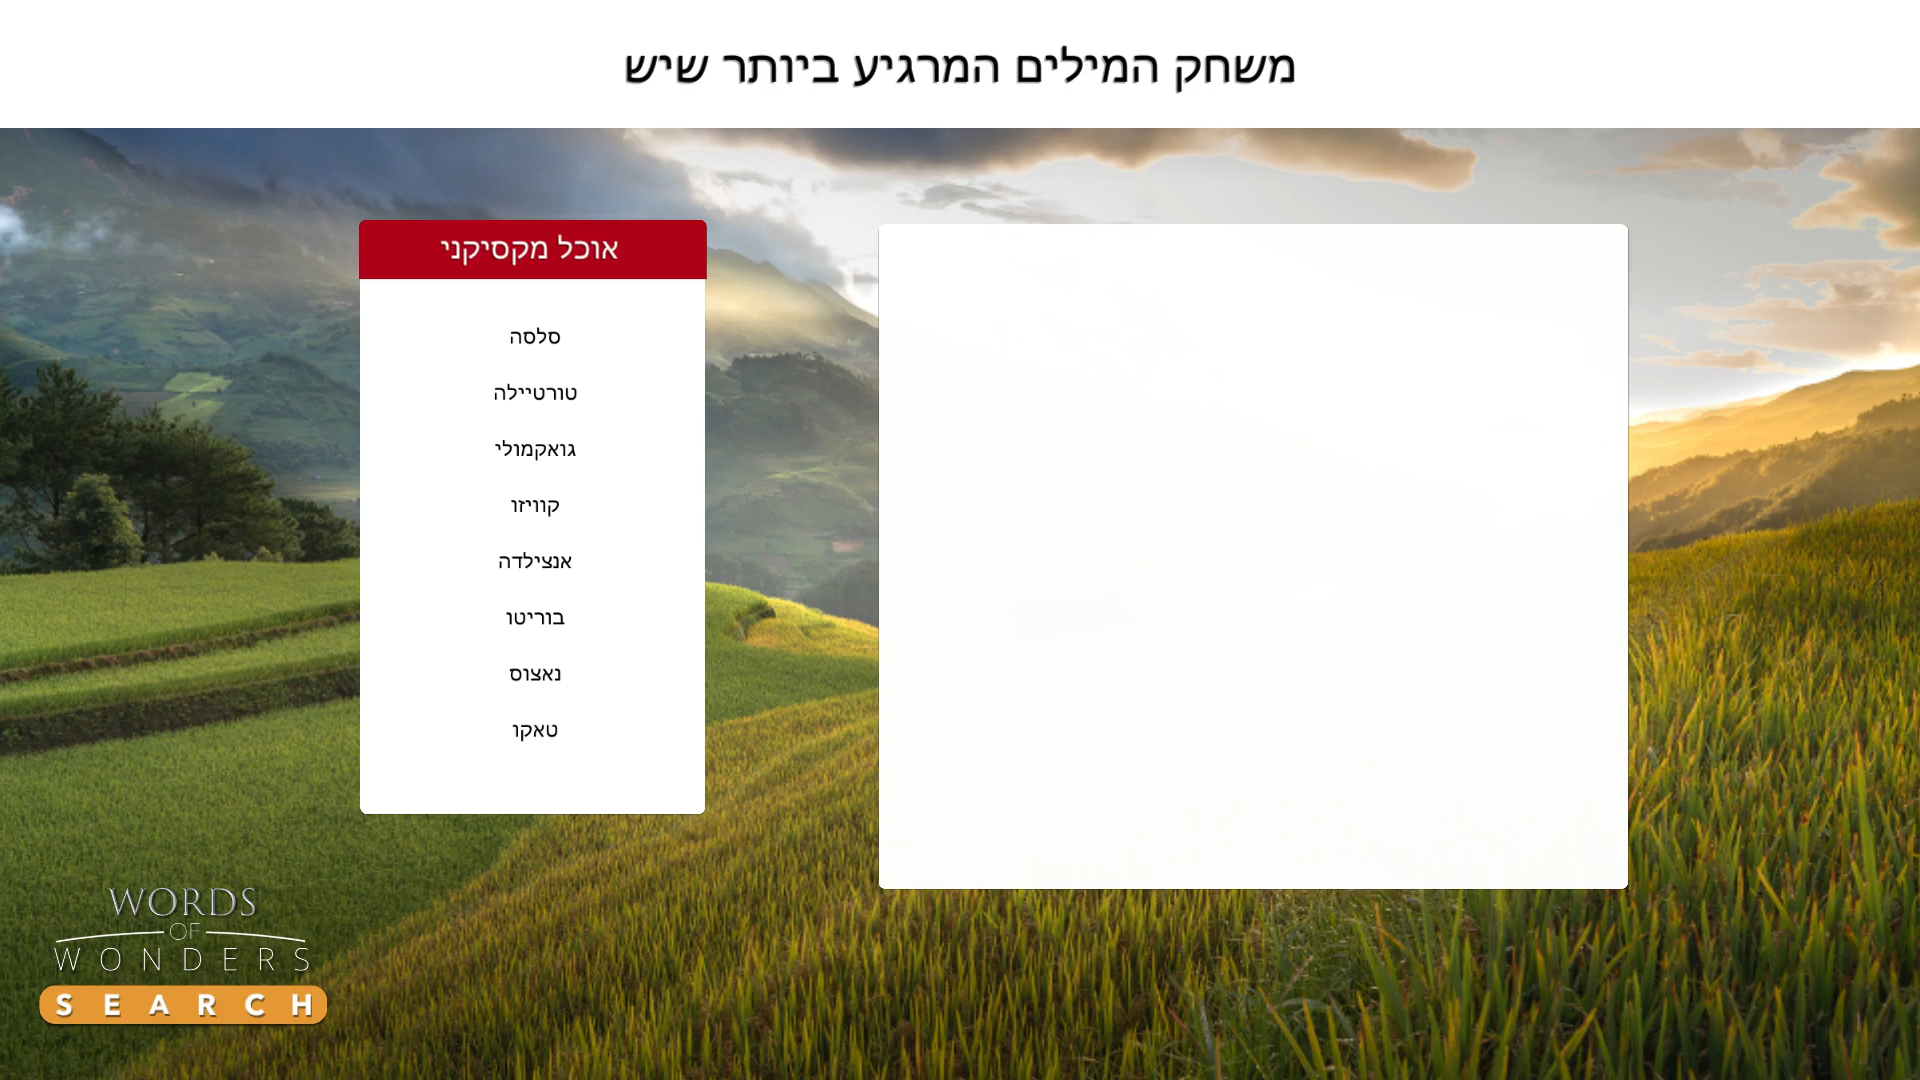 משחק המילים המרגיע ביותר שיש
אוכל מקסיקני
סלסה
טורטיילה
גואקמולי
קוויזו
אנצילדה
בוריטו
נאצוס
טאקו
WORDS
OF
WONDERS
SEARCH